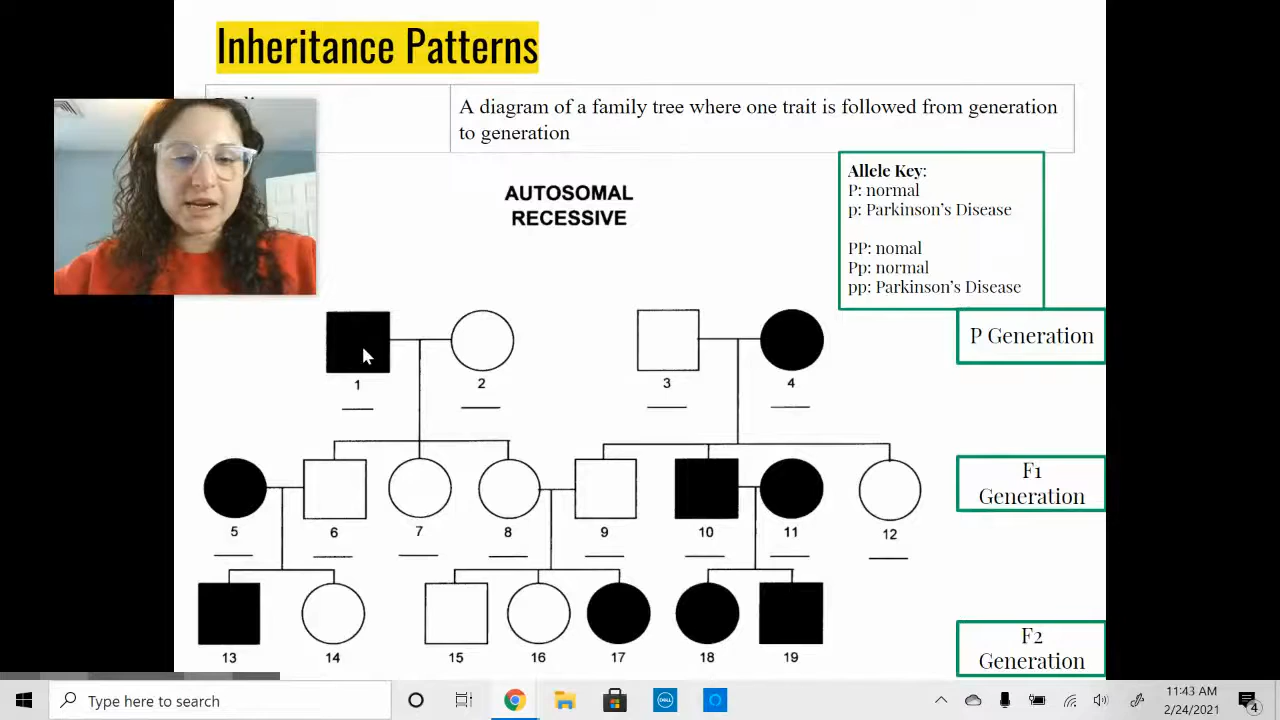 Inheritance Patterns
A diagram of a family tree where one trait is followed from generation
to generation
AUTOSOMAL
RECESSIVE
Allele Key:
P: normal
p: Parkinson's Disease
PP: nomal
Pp: normal
pp: Parkinson's Disease
P Generation
1 2 3 4
F1
Generation
5 6 7 8 9 10 11 12
F2
Generation
13 14 15 16 17 18 19
Type here to search
11:43 AM
2/24/2021
DELL
4